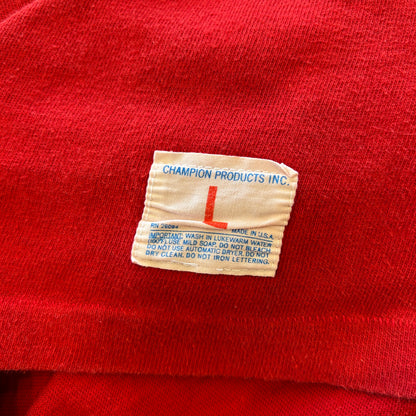 CHAMPION PRODUCTS INC.
L
RN 26094 MADE IN U.S.A.
IMPORTANT: WASH IN LUKEWARM WATER
USE MILD SOAP. DO NOT BLEACH
DO NOT USE AUTOMATIC DRYER. DO NOT
DRY CLEAN. DO NOT IRON LETTERING.